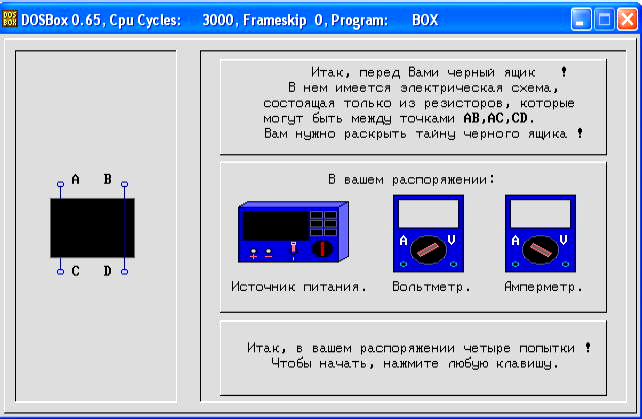 DOSBox 0.65, Cpu Cycles: 3000, Frameskip 0, Program: BOX
Итак, перед Вами черный ящик !
В нем имеется электрическая схема,
состоящая только из резисторов, которые
могут быть между точками AB,AC,CD.
Вам нужно раскрыть тайну черного ящика !
A B
C D
В вашем распоряжении:
A V
A V
Источник питания. Вольтметр. Амперметр.
Итак, в вашем распоряжении четыре попытки !
Чтобы начать, нажмите любую клавишу.